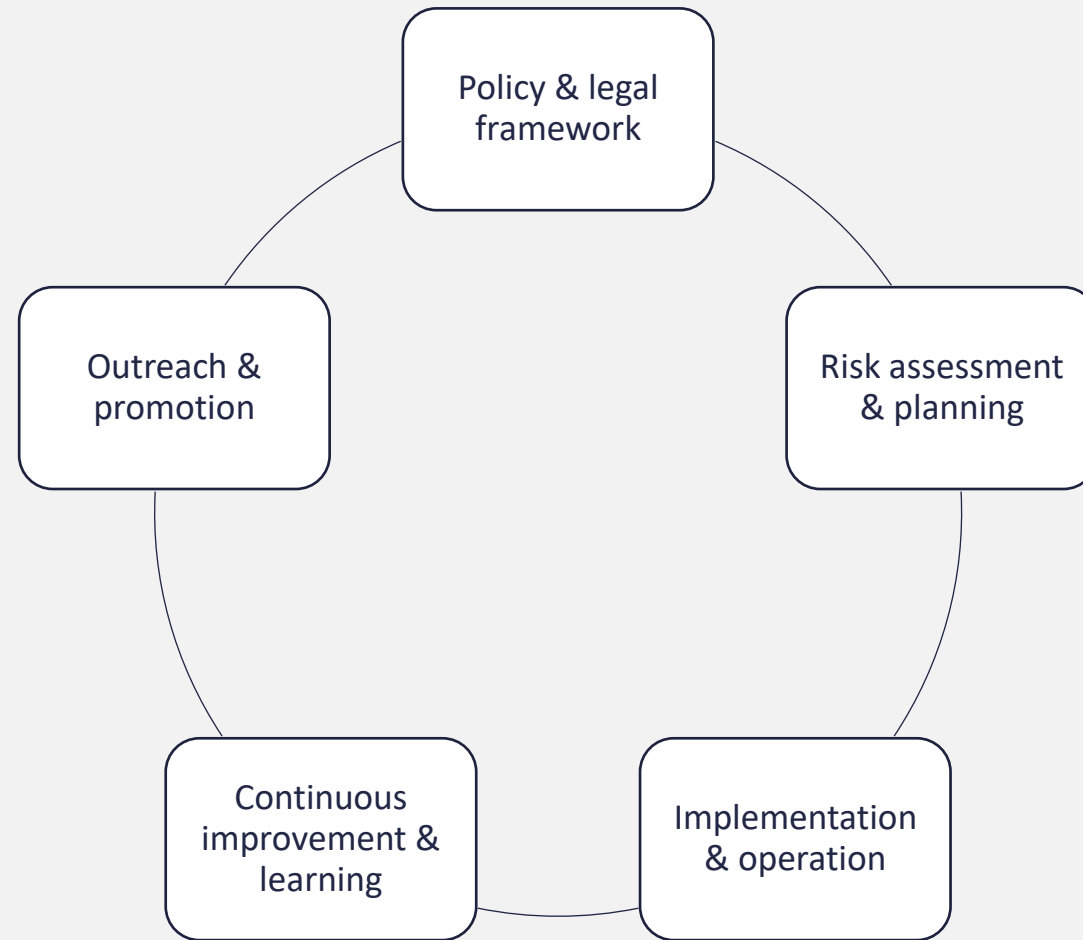 Policy & legal
framework
Risk assessment
& planning
Implementation
& operation
Continuous
improvement &
learning
Outreach &
promotion